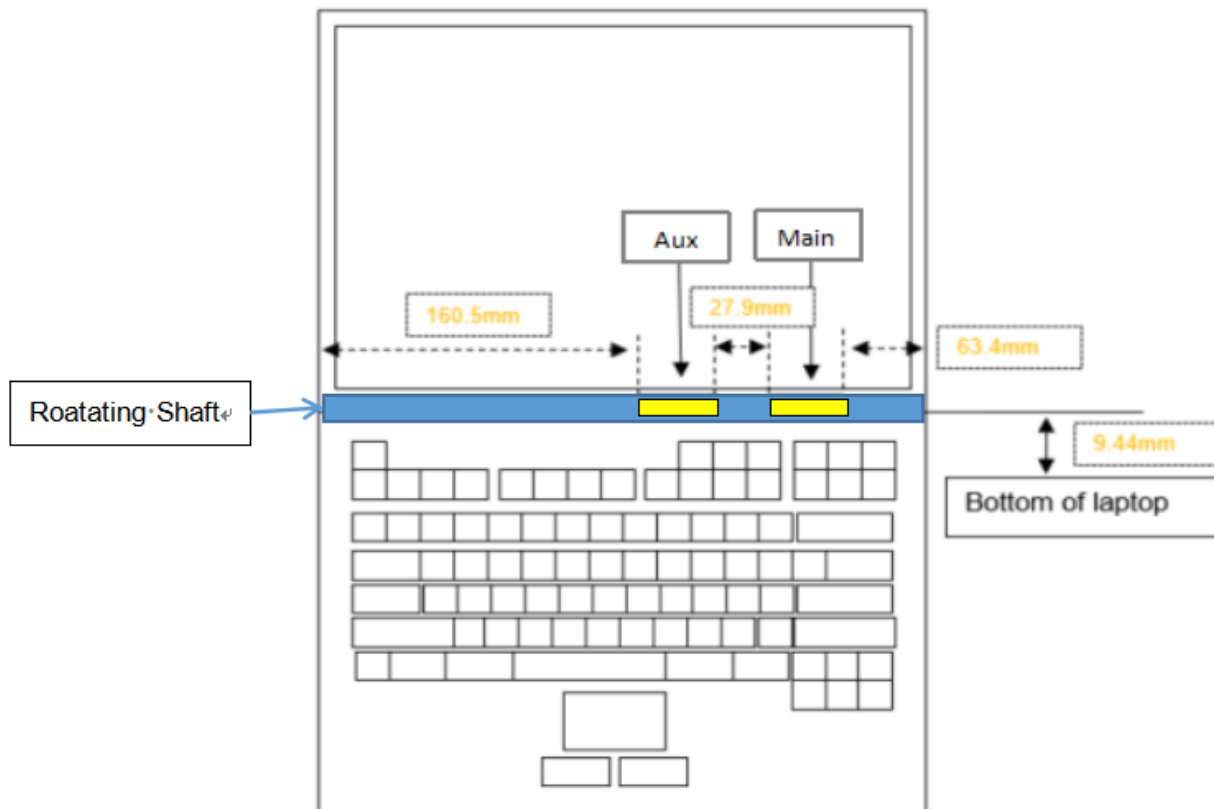 Aux
Main
160.5mm
27.9mm
63.4mm
Roatating·Shaft↵
9.44mm
Bottom of laptop